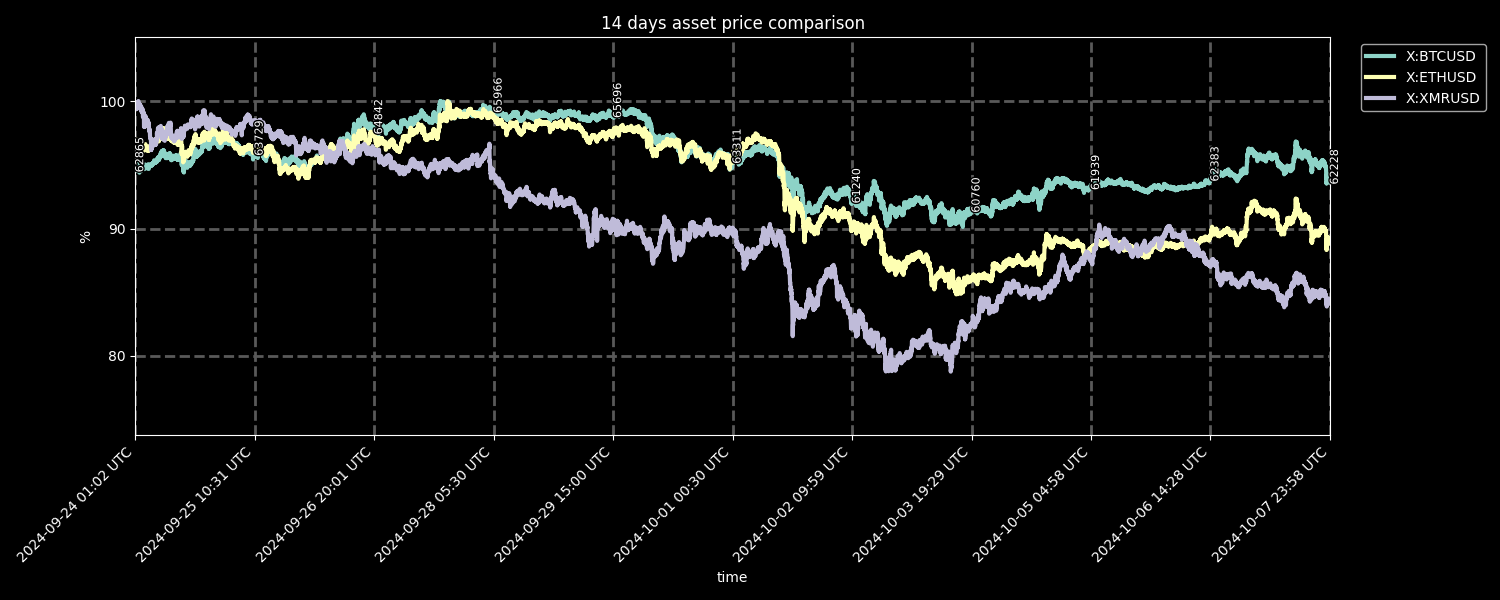 14 days asset price comparison
X:BTCUSD
X:ETHUSD
X:XMRUSD
100
90
80
%
62865
63729
64842
65966
65696
63311
61240
60760
61939
62383
62228
2024-09-24 01:02 UTC
2024-09-25 10:31 UTC
2024-09-26 20:01 UTC
2024-09-28 05:30 UTC
2024-09-29 15:00 UTC
2024-10-01 00:30 UTC
2024-10-02 09:59 UTC
2024-10-03 19:29 UTC
2024-10-05 04:58 UTC
2024-10-06 14:28 UTC
2024-10-07 23:58 UTC
time